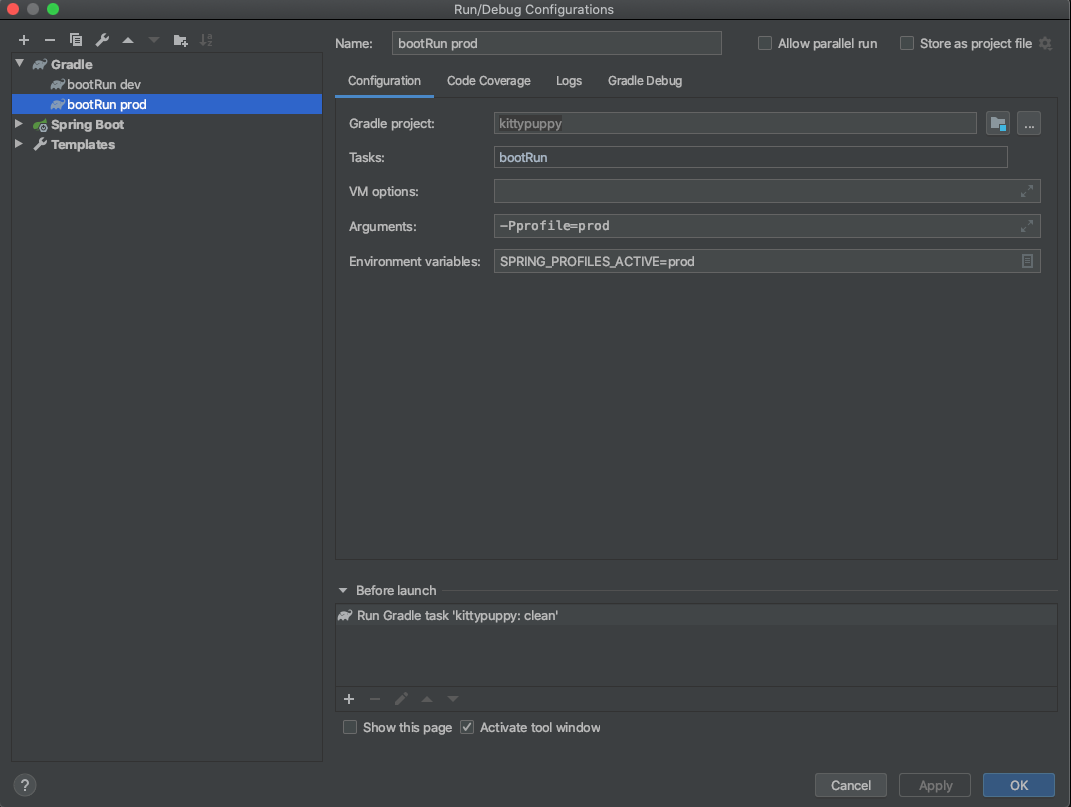 Run/Debug Configurations
Name: bootRun prod Allow parallel run Store as project file
Gradle
bootRun dev
bootRun prod
Spring Boot
Templates
Configuration Code Coverage Logs Gradle Debug
Gradle project: kittypuppy ...
Tasks: bootRun
VM options:
Arguments: -Pprofile=prod
Environment variables: SPRING_PROFILES_ACTIVE=prod
Before launch
Run Gradle task 'kittypuppy: clean'
Show this page Activate tool window
? Cancel Apply OK